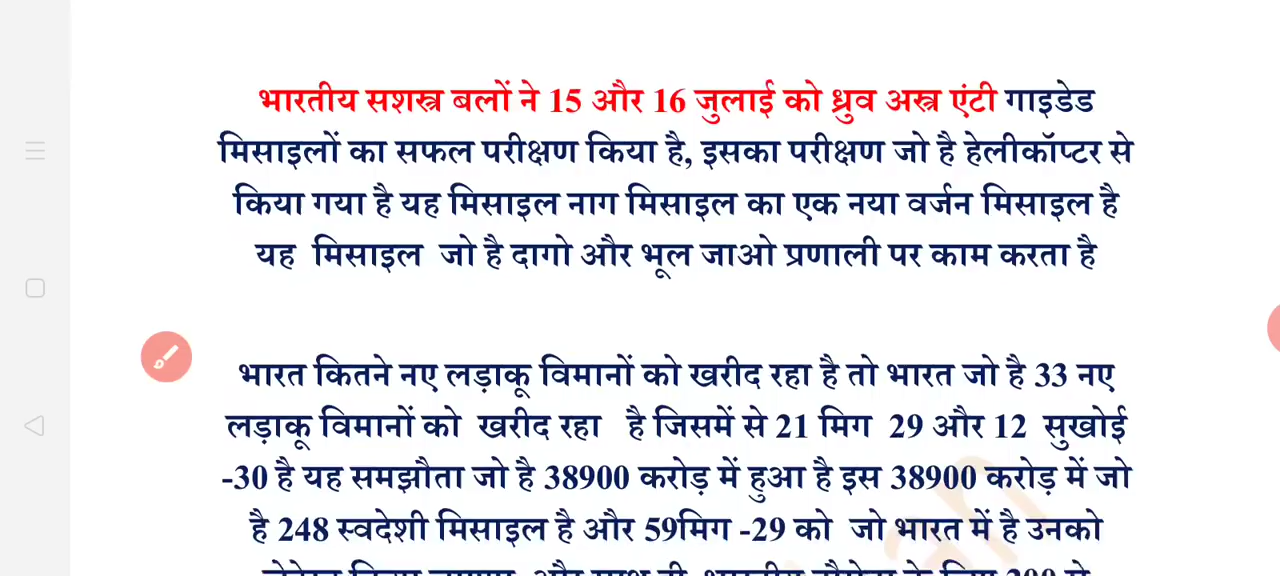 भारतीय सशस्त्र बलों ने 15 और 16 जुलाई को ध्रुव अस्त्र एंटी गाइडेड
मिसाइलों का सफल परीक्षण किया है, इसका परीक्षण जो है हेलीकॉप्टर से
किया गया है यह मिसाइल नाग मिसाइल का एक नया वर्जन मिसाइल है
यह मिसाइल जो है दागो और भूल जाओ प्रणाली पर काम करता है
भारत कितने नए लड़ाकू विमानों को खरीद रहा है तो भारत जो है 33 नए
लड़ाकू विमानों को खरीद रहा है जिसमें से 21 मिग 29 और 12 सुखोई
-30 है यह समझौता जो है 38900 करोड़ में हुआ है इस 38900 करोड़ में जो
है 248 स्वदेशी मिसाइल है और 59मिग -29 को जो भारत में है उनको